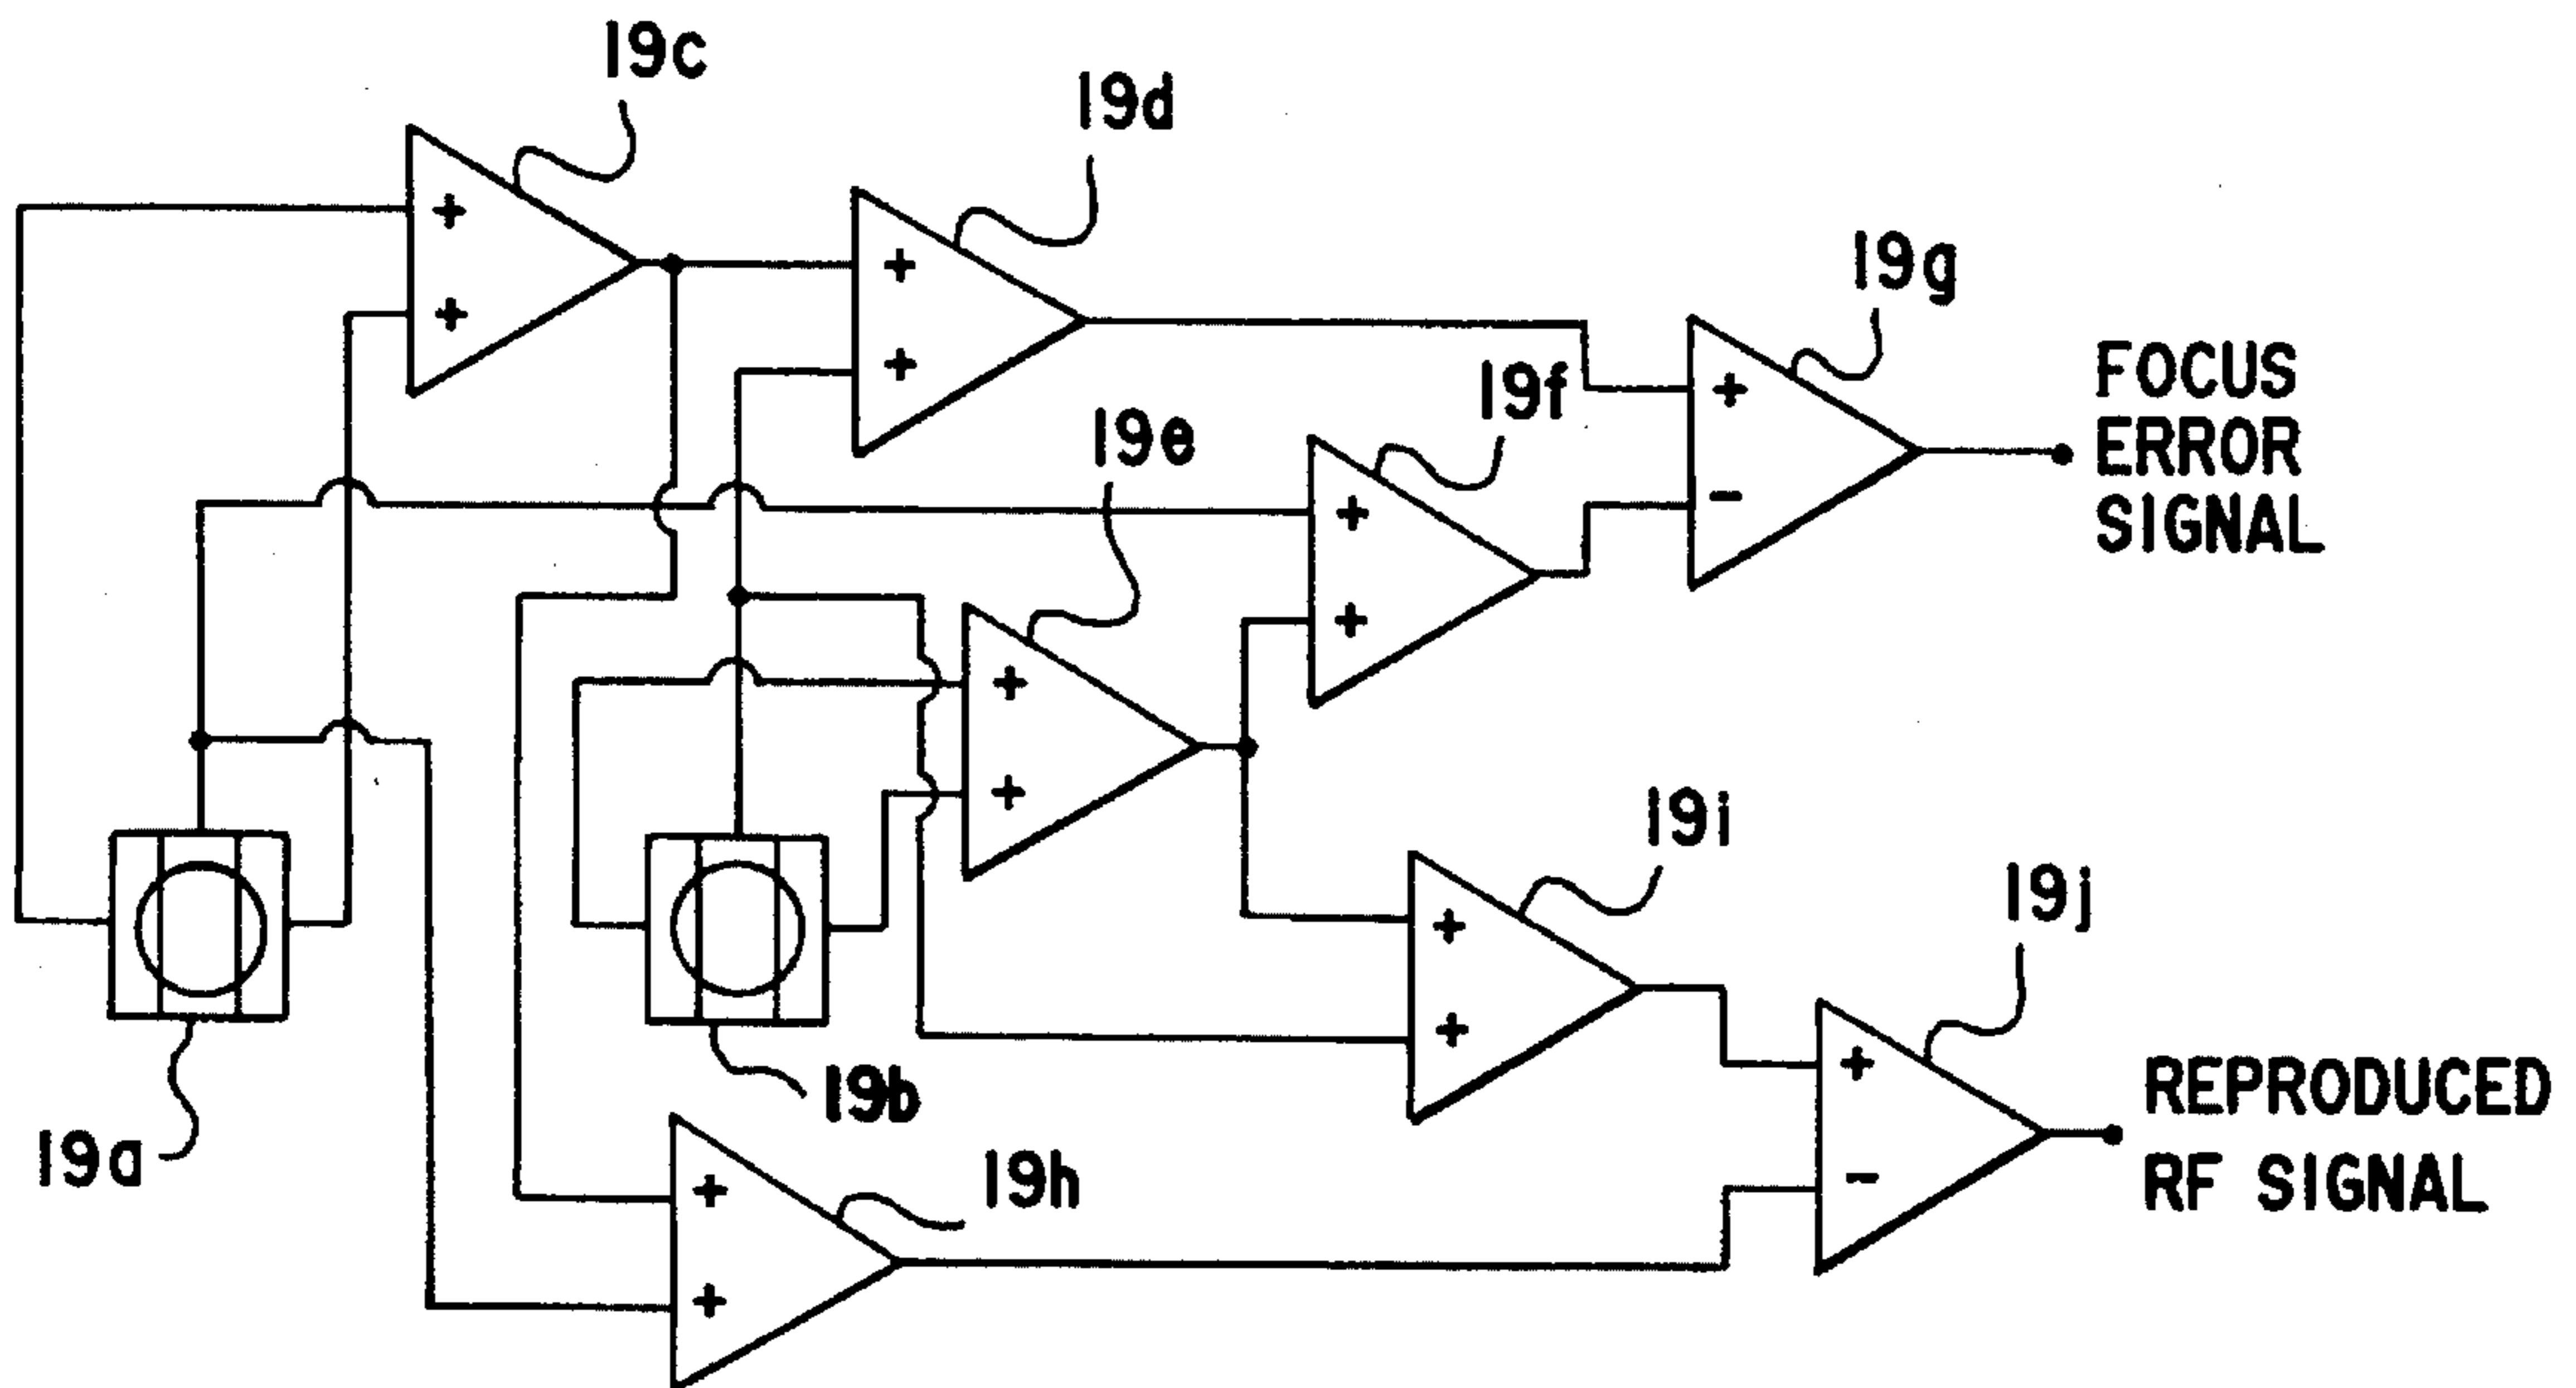 19c
19d
19g
FOCUS
ERROR
SIGNAL
19f
19e
19i
19j
REPRODUCED
RF SIGNAL
19b
19a
19h
+
+
+
+
+
-
+
+
+
+
+
+
+
-
+
+